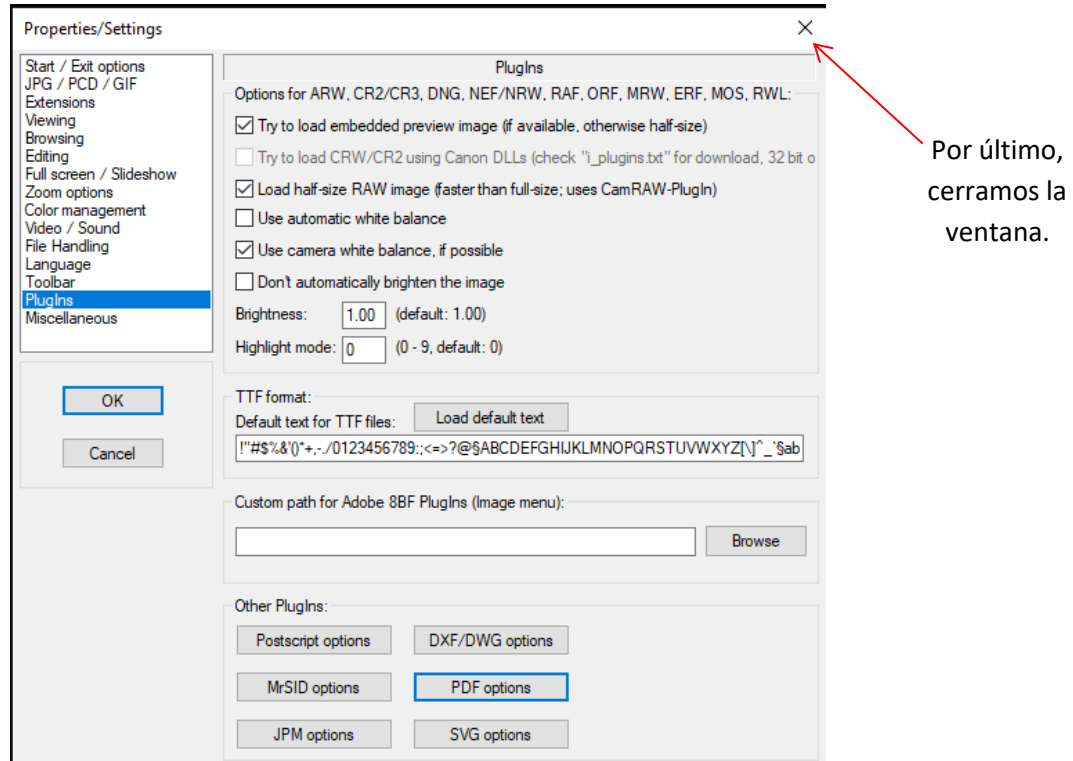 Properties/Settings
Start / Exit options
JPG / PCD / GIF
Extensions
Viewing
Browsing
Editing
Full screen / Slideshow
Zoom options
Color management
Video / Sound
File Handling
Language
Toolbar
PlugIns
Miscellaneous
OK
Cancel
PlugIns
Options for ARW, CR2/CR3, DNG, NEF/NRW, RAF, ORF, MRW, ERF, MOS, RWL:
Try to load embedded preview image (if available, otherwise half-size)
Try to load CRW/CR2 using Canon DLLs (check "i_plugins.txt" for download, 32 bit o
Load half-size RAW image (faster than full-size; uses CamRAW-PlugIn)
Use automatic white balance
Use camera white balance, if possible
Don't automatically brighten the image
Brightness: 1.00 (default: 1.00)
Highlight mode: 0 (0 - 9, default: 0)
TTF format:
Default text for TTF files: Load default text
!"#$%&'()*+,-./0123456789:;<=>?@§ABCDEFGHIJKLMNOPQRSTUVWXYZ[\]^_`§ab
Custom path for Adobe 8BF PlugIns (Image menu):
Browse
Other PlugIns:
Postscript options DXF/DWG options
MrSID options PDF options
JPM options SVG options
Por último,
cerramos la
ventana.